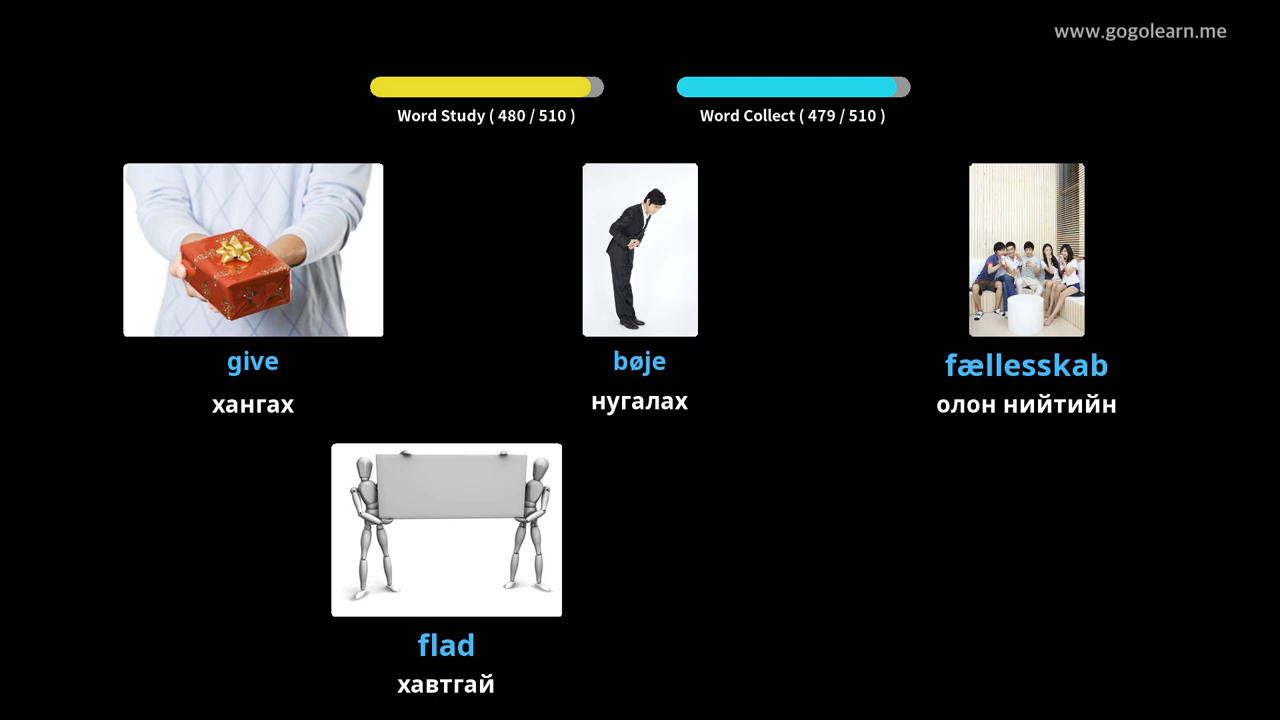 www.gogolearn.me
Word Study ( 480 / 510 )
Word Collect ( 479 / 510 )
give
bøje
fællesskab
хангах
нугалах
олон нийтийн
flad
хавтгай